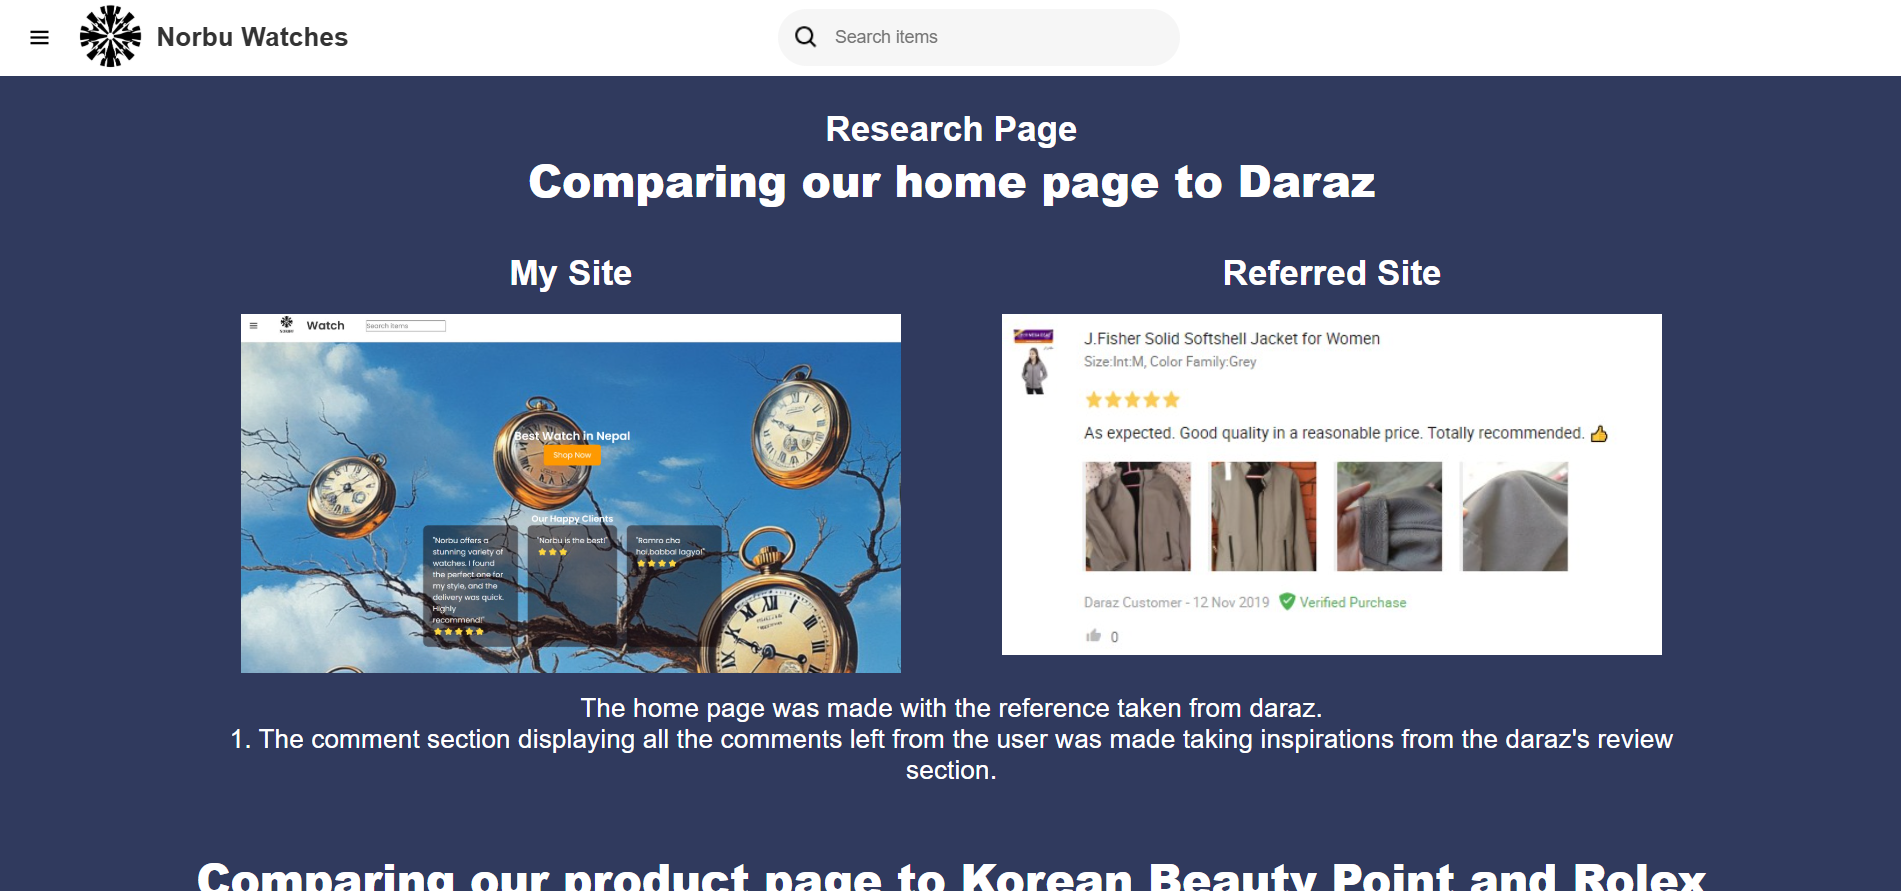 Norbu Watches
Search items
Research Page
Comparing our home page to Daraz
My Site
Referred Site
NORBU
Watch
Search items
Best Watch in Nepal
Shop Now
Our Happy Clients
"Norbu offers a
stunning variety of
watches. I found
the perfect one for
my style, and the
delivery was quick.
Highly
recommend!"
"Norbu is the best!"
"Ramro cha
hai,babbal lagyo!"
J.Fisher Solid Softshell Jacket for Women
Size:Int:M, Color Family:Grey
As expected. Good quality in a reasonable price. Totally recommended. 👍
Daraz Customer - 12 Nov 2019 Verified Purchase
0
The home page was made with the reference taken from daraz.
1. The comment section displaying all the comments left from the user was made taking inspirations from the daraz's review
section.
Comparing our product page to Korean Beauty Point and Rolex